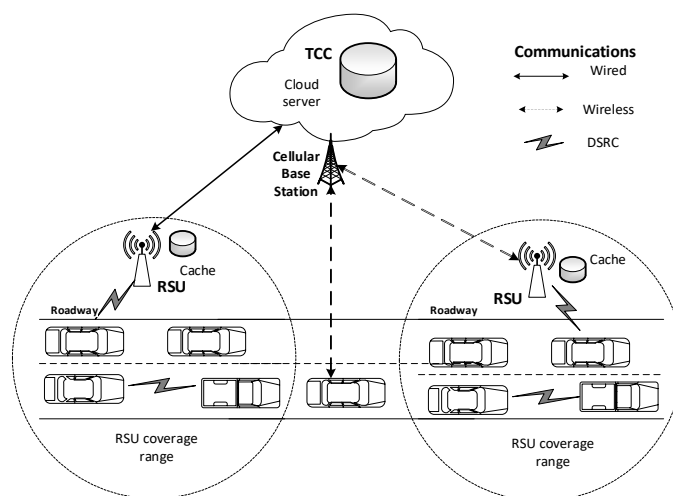 TCC
Cloud
server
Communications
Wired
Wireless
DSRC
Cellular
Base
Station
Cache
RSU
Roadway
RSU coverage
range
Cache
RSU
Roadway
RSU coverage
range